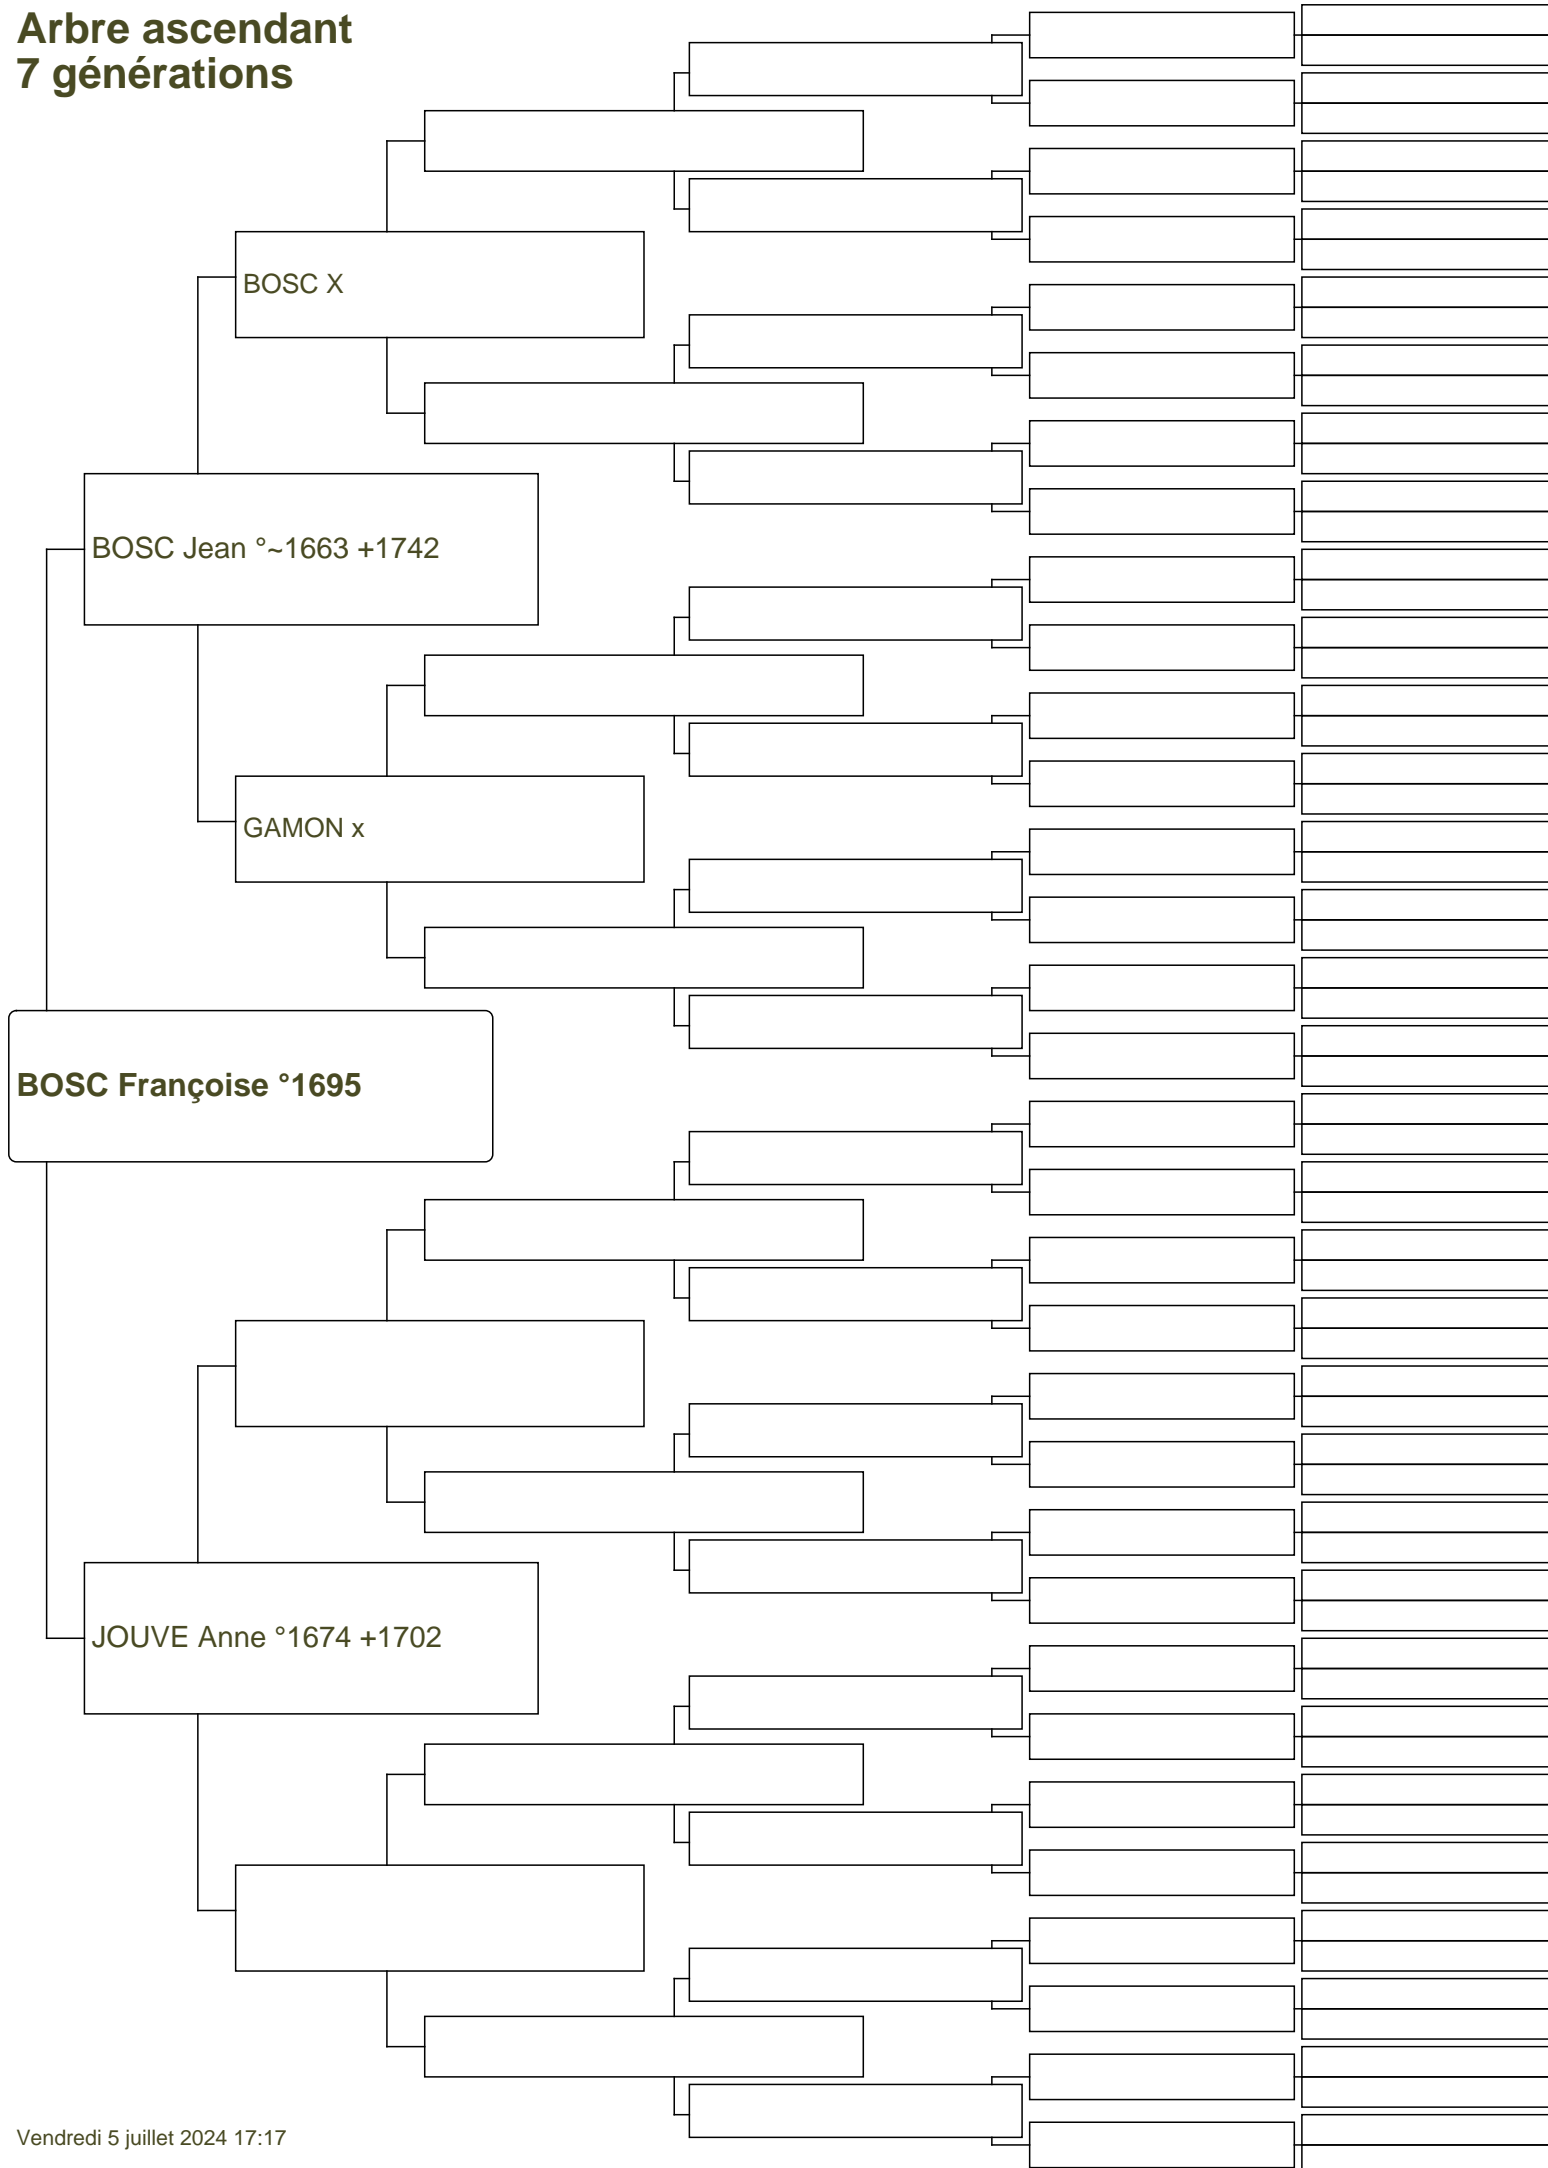 Arbre ascendant
7 générations
BOSC X
BOSC Jean °~1663 +1742
GAMON x
BOSC Françoise °1695
JOUVE Anne °1674 +1702
Vendredi 5 juillet 2024 17:17